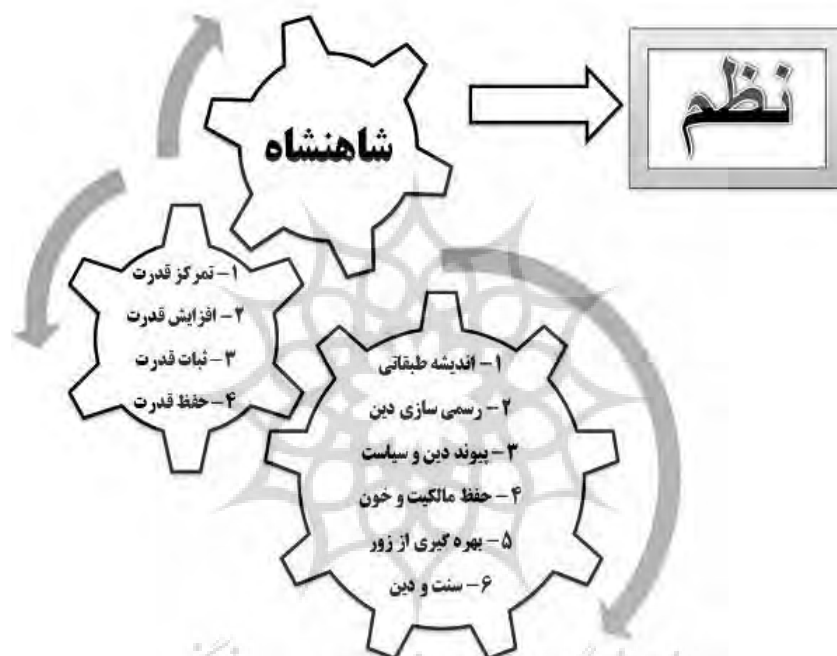 نظم
شاهنشاه
۱- تمرکز قدرت
۲- افزایش قدرت
۳- ثبات قدرت
۴- حفظ قدرت
۱- اندیشه طبقاتی
۲- رسمی سازی دین
۳- پیوند دین و سیاست
۴- حفظ مالکیت و خون
۵- بهره گیری از زور
۶- سنت و دین